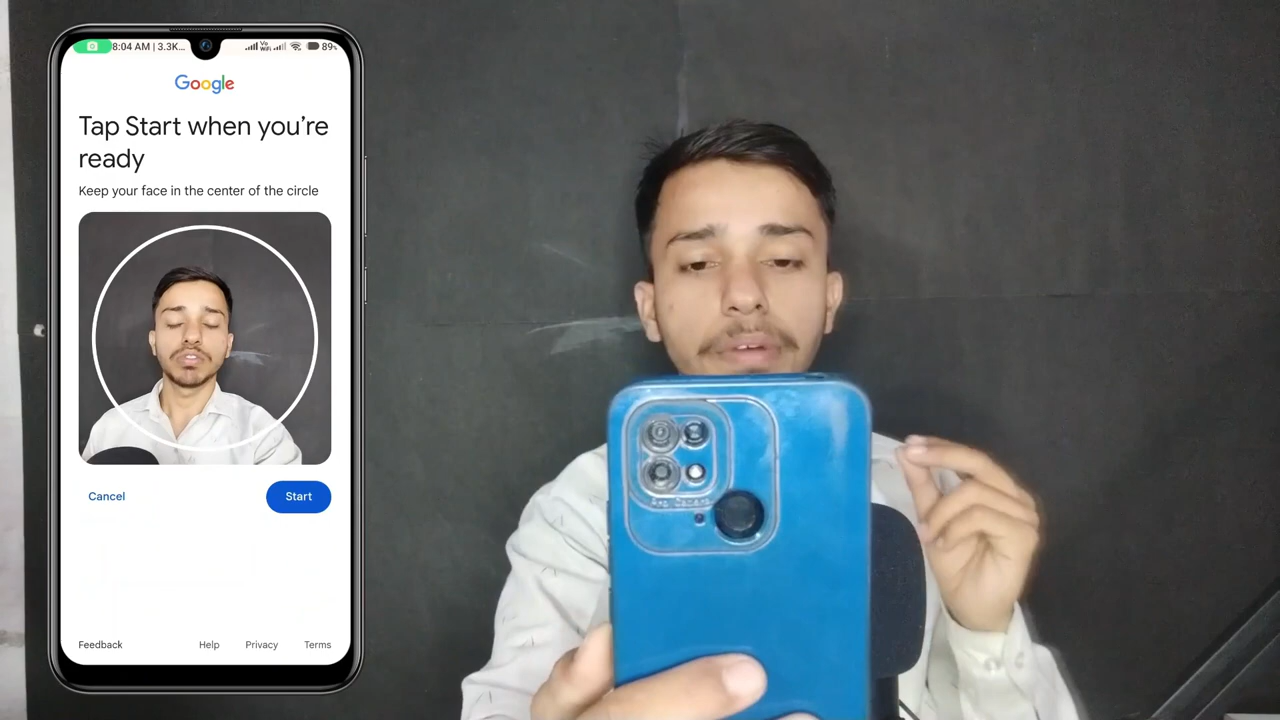 8:04 AM | 3.3K...
89%
Google
Tap Start when you're
ready
Keep your face in the center of the circle
Cancel
Start
Feedback
Help
Privacy
Terms